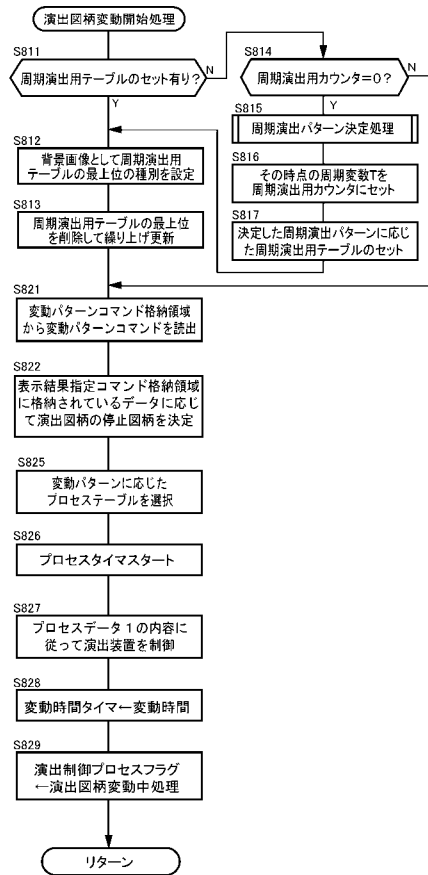 演出図柄変動開始処理
S811
周期演出用テーブルのセット有り?
N
Y
S814
周期演出用カウンタ=0?
N
Y
S815
周期演出パターン決定処理
S816
その時点の周期変数Tを
周期演出用カウンタにセット
S817
決定した周期演出パターンに応じ
た周期演出用テーブルのセット
S812
背景画像として周期演出用
テーブルの最上位の種別を設定
S813
周期演出用テーブルの最上位
を削除して繰り上げ更新
S821
変動パターンコマンド格納領域
から変動パターンコマンドを読出
S822
表示結果指定コマンド格納領域
に格納されているデータに応じ
て演出図柄の停止図柄を決定
S825
変動パターンに応じた
プロセステーブルを選択
S826
プロセスタイマスタート
S827
プロセスデータ1の内容に
従って演出装置を制御
S828
変動時間タイマ←変動時間
S829
演出制御プロセスフラグ
←演出図柄変動中処理
リターン